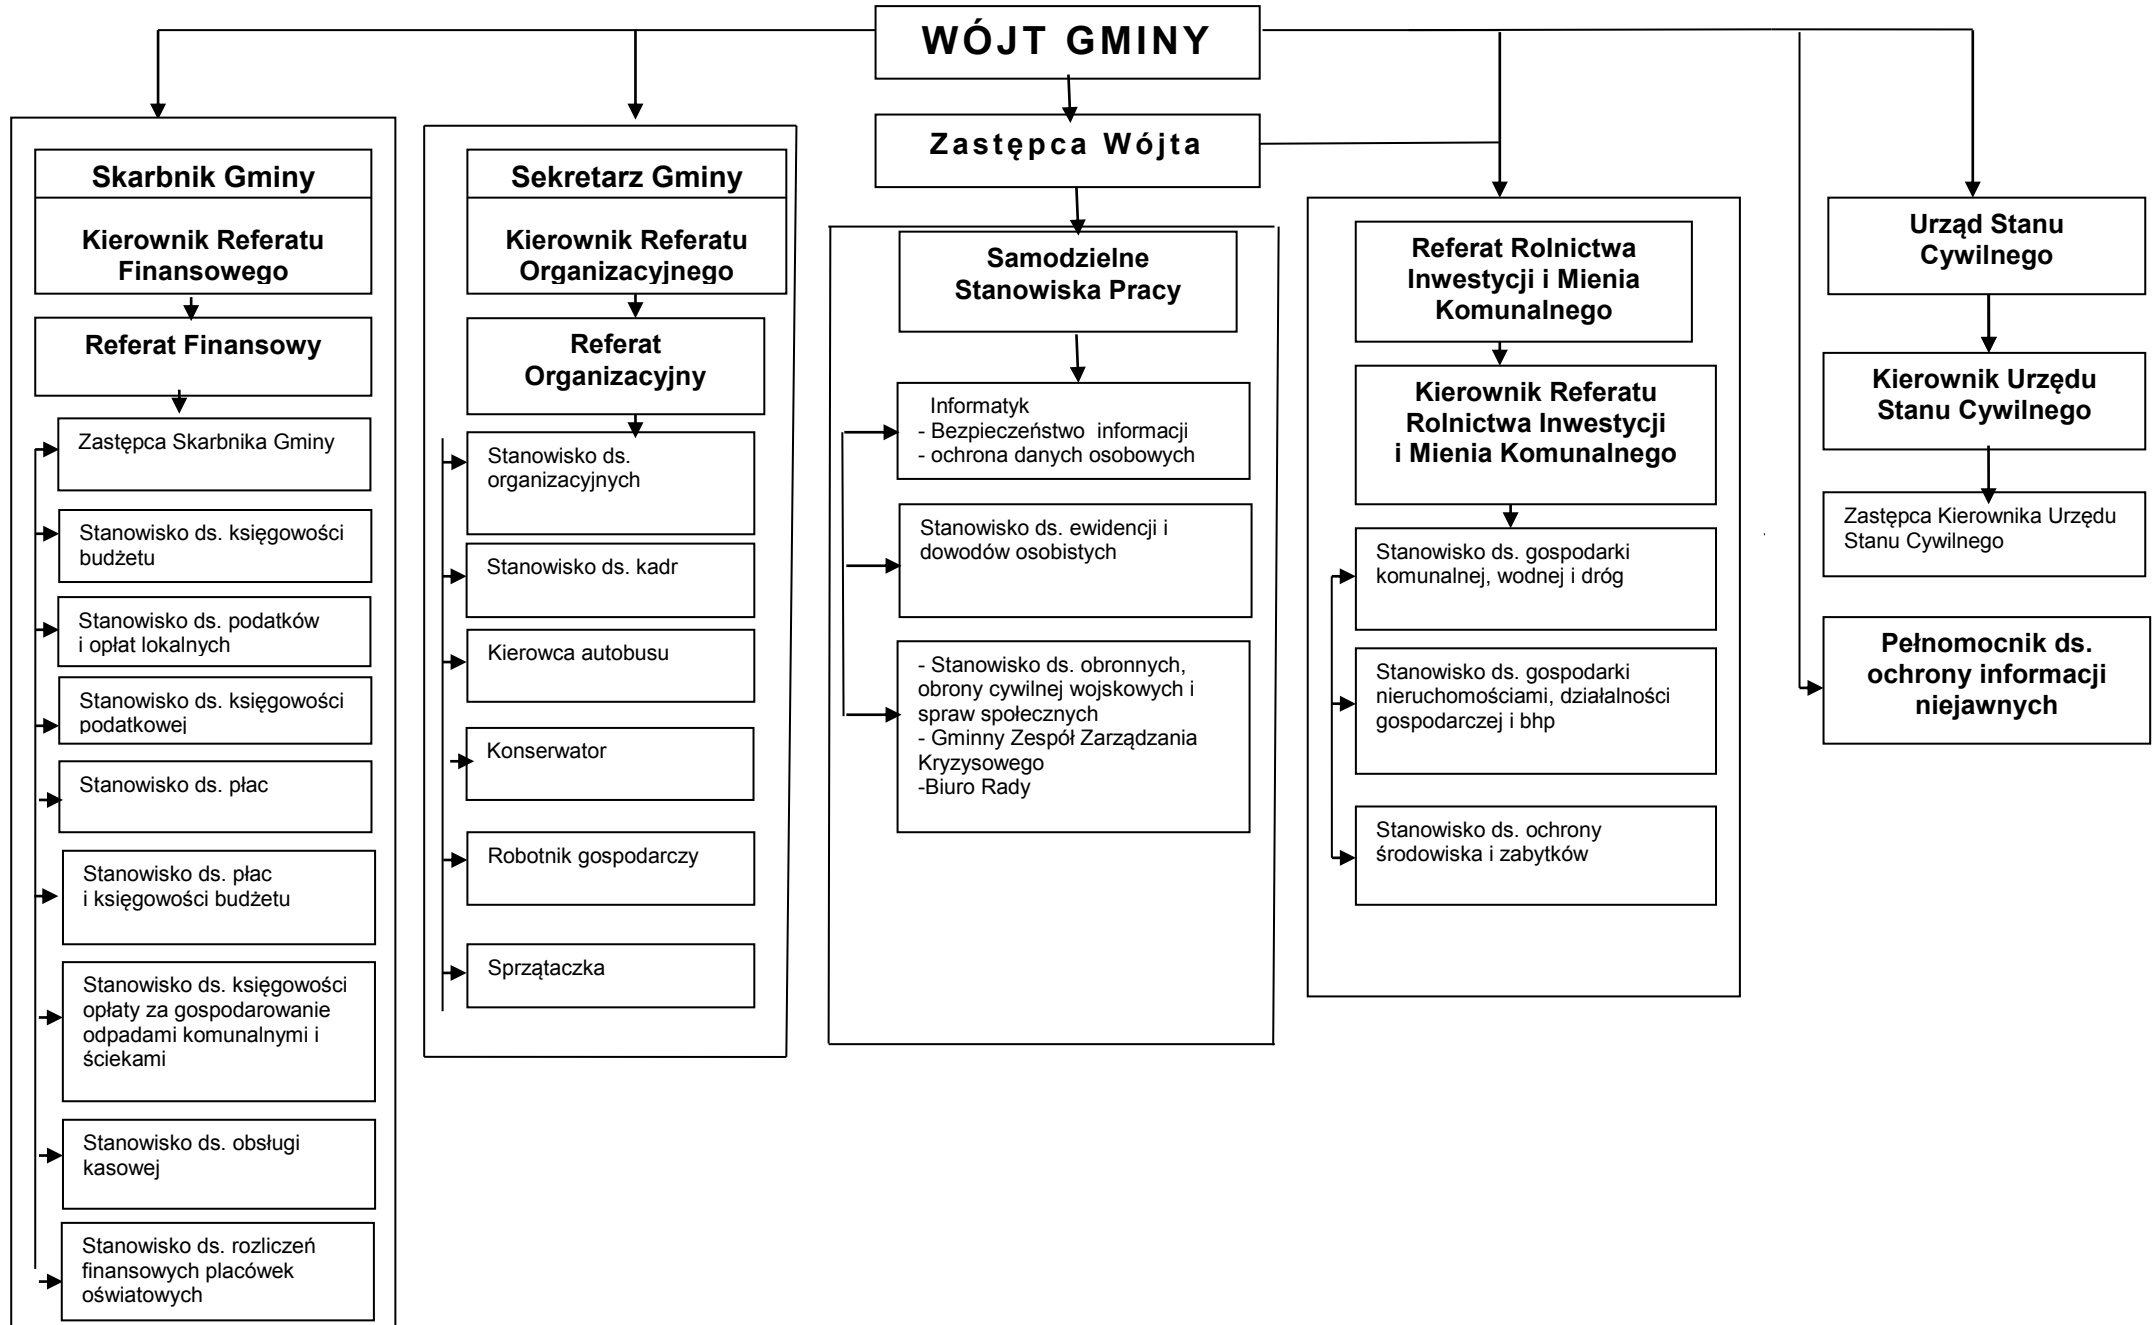 WÓJT GMINY
Zastępca Wójta
Skarbnik Gminy
Kierownik Referatu
Finansowego
Referat Finansowy
Zastępca Skarbnika Gminy
Stanowisko ds. księgowości
budżetu
Stanowisko ds. podatków
i opłat lokalnych
Stanowisko ds. księgowości
podatkowej
Stanowisko ds. płac
Stanowisko ds. płac
i księgowości budżetu
Stanowisko ds. księgowości
opłaty za gospodarowanie
odpadami komunalnymi i
ściekami
Stanowisko ds. obsługi
kasowej
Stanowisko ds. rozliczeń
finansowych placówek
oświatowych
Sekretarz Gminy
Kierownik Referatu
Organizacyjnego
Referat
Organizacyjny
Stanowisko ds.
organizacyjnych
Stanowisko ds. kadr
Kierowca autobusu
Konserwator
Robotnik gospodarczy
Sprzątaczka
Samodzielne
Stanowiska Pracy
Informatyk
- Bezpieczeństwo informacji
- ochrona danych osobowych
Stanowisko ds. ewidencji i
dowodów osobistych
- Stanowisko ds. obronnych,
obrony cywilnej wojskowych i
spraw społecznych
- Gminny Zespół Zarządzania
Kryzysowego
-Biuro Rady
Referat Rolnictwa
Inwestycji i Mienia
Komunalnego
Kierownik Referatu
Rolnictwa Inwestycji
i Mienia Komunalnego
Stanowisko ds. gospodarki
komunalnej, wodnej i dróg
Stanowisko ds. gospodarki
nieruchomościami, działalności
gospodarczej i bhp
Stanowisko ds. ochrony
środowiska i zabytków
Urząd Stanu
Cywilnego
Kierownik Urzędu
Stanu Cywilnego
Zastępca Kierownika Urzędu
Stanu Cywilnego
Pełnomocnik ds.
ochrony informacji
niejawnych